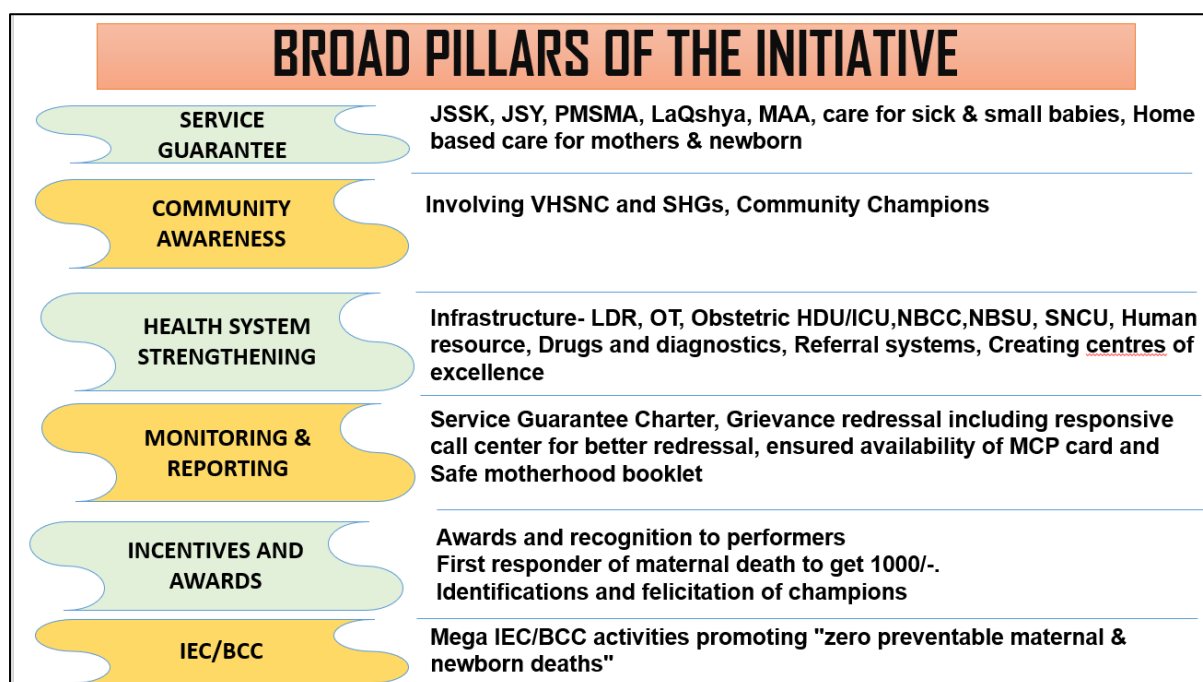 BROAD PILLARS OF THE INITIATIVE
SERVICE
GUARANTEE
JSSK, JSY, PMSMA, LaQshya, MAA, care for sick & small babies, Home
based care for mothers & newborn
COMMUNITY
AWARENESS
Involving VHSNC and SHGs, Community Champions
HEALTH SYSTEM
STRENGTHENING
Infrastructure- LDR, OT, Obstetric HDU/ICU,NBCC,NBSU, SNCU, Human
resource, Drugs and diagnostics, Referral systems, Creating centres of
excellence
MONITORING &
REPORTING
Service Guarantee Charter, Grievance redressal including responsive
call center for better redressal, ensured availability of MCP card and
Safe motherhood booklet
INCENTIVES AND
AWARDS
Awards and recognition to performers
First responder of maternal death to get 1000/-.
Identifications and felicitation of champions
IEC/BCC
Mega IEC/BCC activities promoting "zero preventable maternal &
newborn deaths"